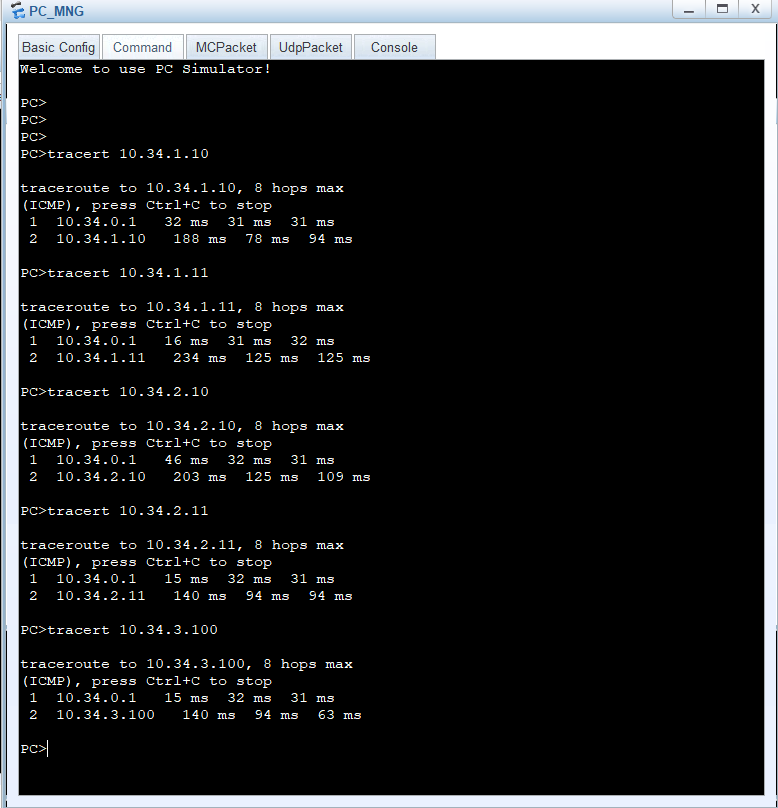 PC_MNG
Basic Config Command MCPacket UdpPacket Console
Welcome to use PC Simulator!
PC>
PC>
PC>
PC>tracert 10.34.1.10
traceroute to 10.34.1.10, 8 hops max
(ICMP), press Ctrl+C to stop
1 10.34.0.1 32 ms 31 ms 31 ms
2 10.34.1.10 188 ms 78 ms 94 ms
PC>tracert 10.34.1.11
traceroute to 10.34.1.11, 8 hops max
(ICMP), press Ctrl+C to stop
1 10.34.0.1 16 ms 31 ms 32 ms
2 10.34.1.11 234 ms 125 ms 125 ms
PC>tracert 10.34.2.10
traceroute to 10.34.2.10, 8 hops max
(ICMP), press Ctrl+C to stop
1 10.34.0.1 46 ms 32 ms 31 ms
2 10.34.2.10 203 ms 125 ms 109 ms
PC>tracert 10.34.2.11
traceroute to 10.34.2.11, 8 hops max
(ICMP), press Ctrl+C to stop
1 10.34.0.1 15 ms 32 ms 31 ms
2 10.34.2.11 140 ms 94 ms 94 ms
PC>tracert 10.34.3.100
traceroute to 10.34.3.100, 8 hops max
(ICMP), press Ctrl+C to stop
1 10.34.0.1 15 ms 32 ms 31 ms
2 10.34.3.100 140 ms 94 ms 63 ms
PC>